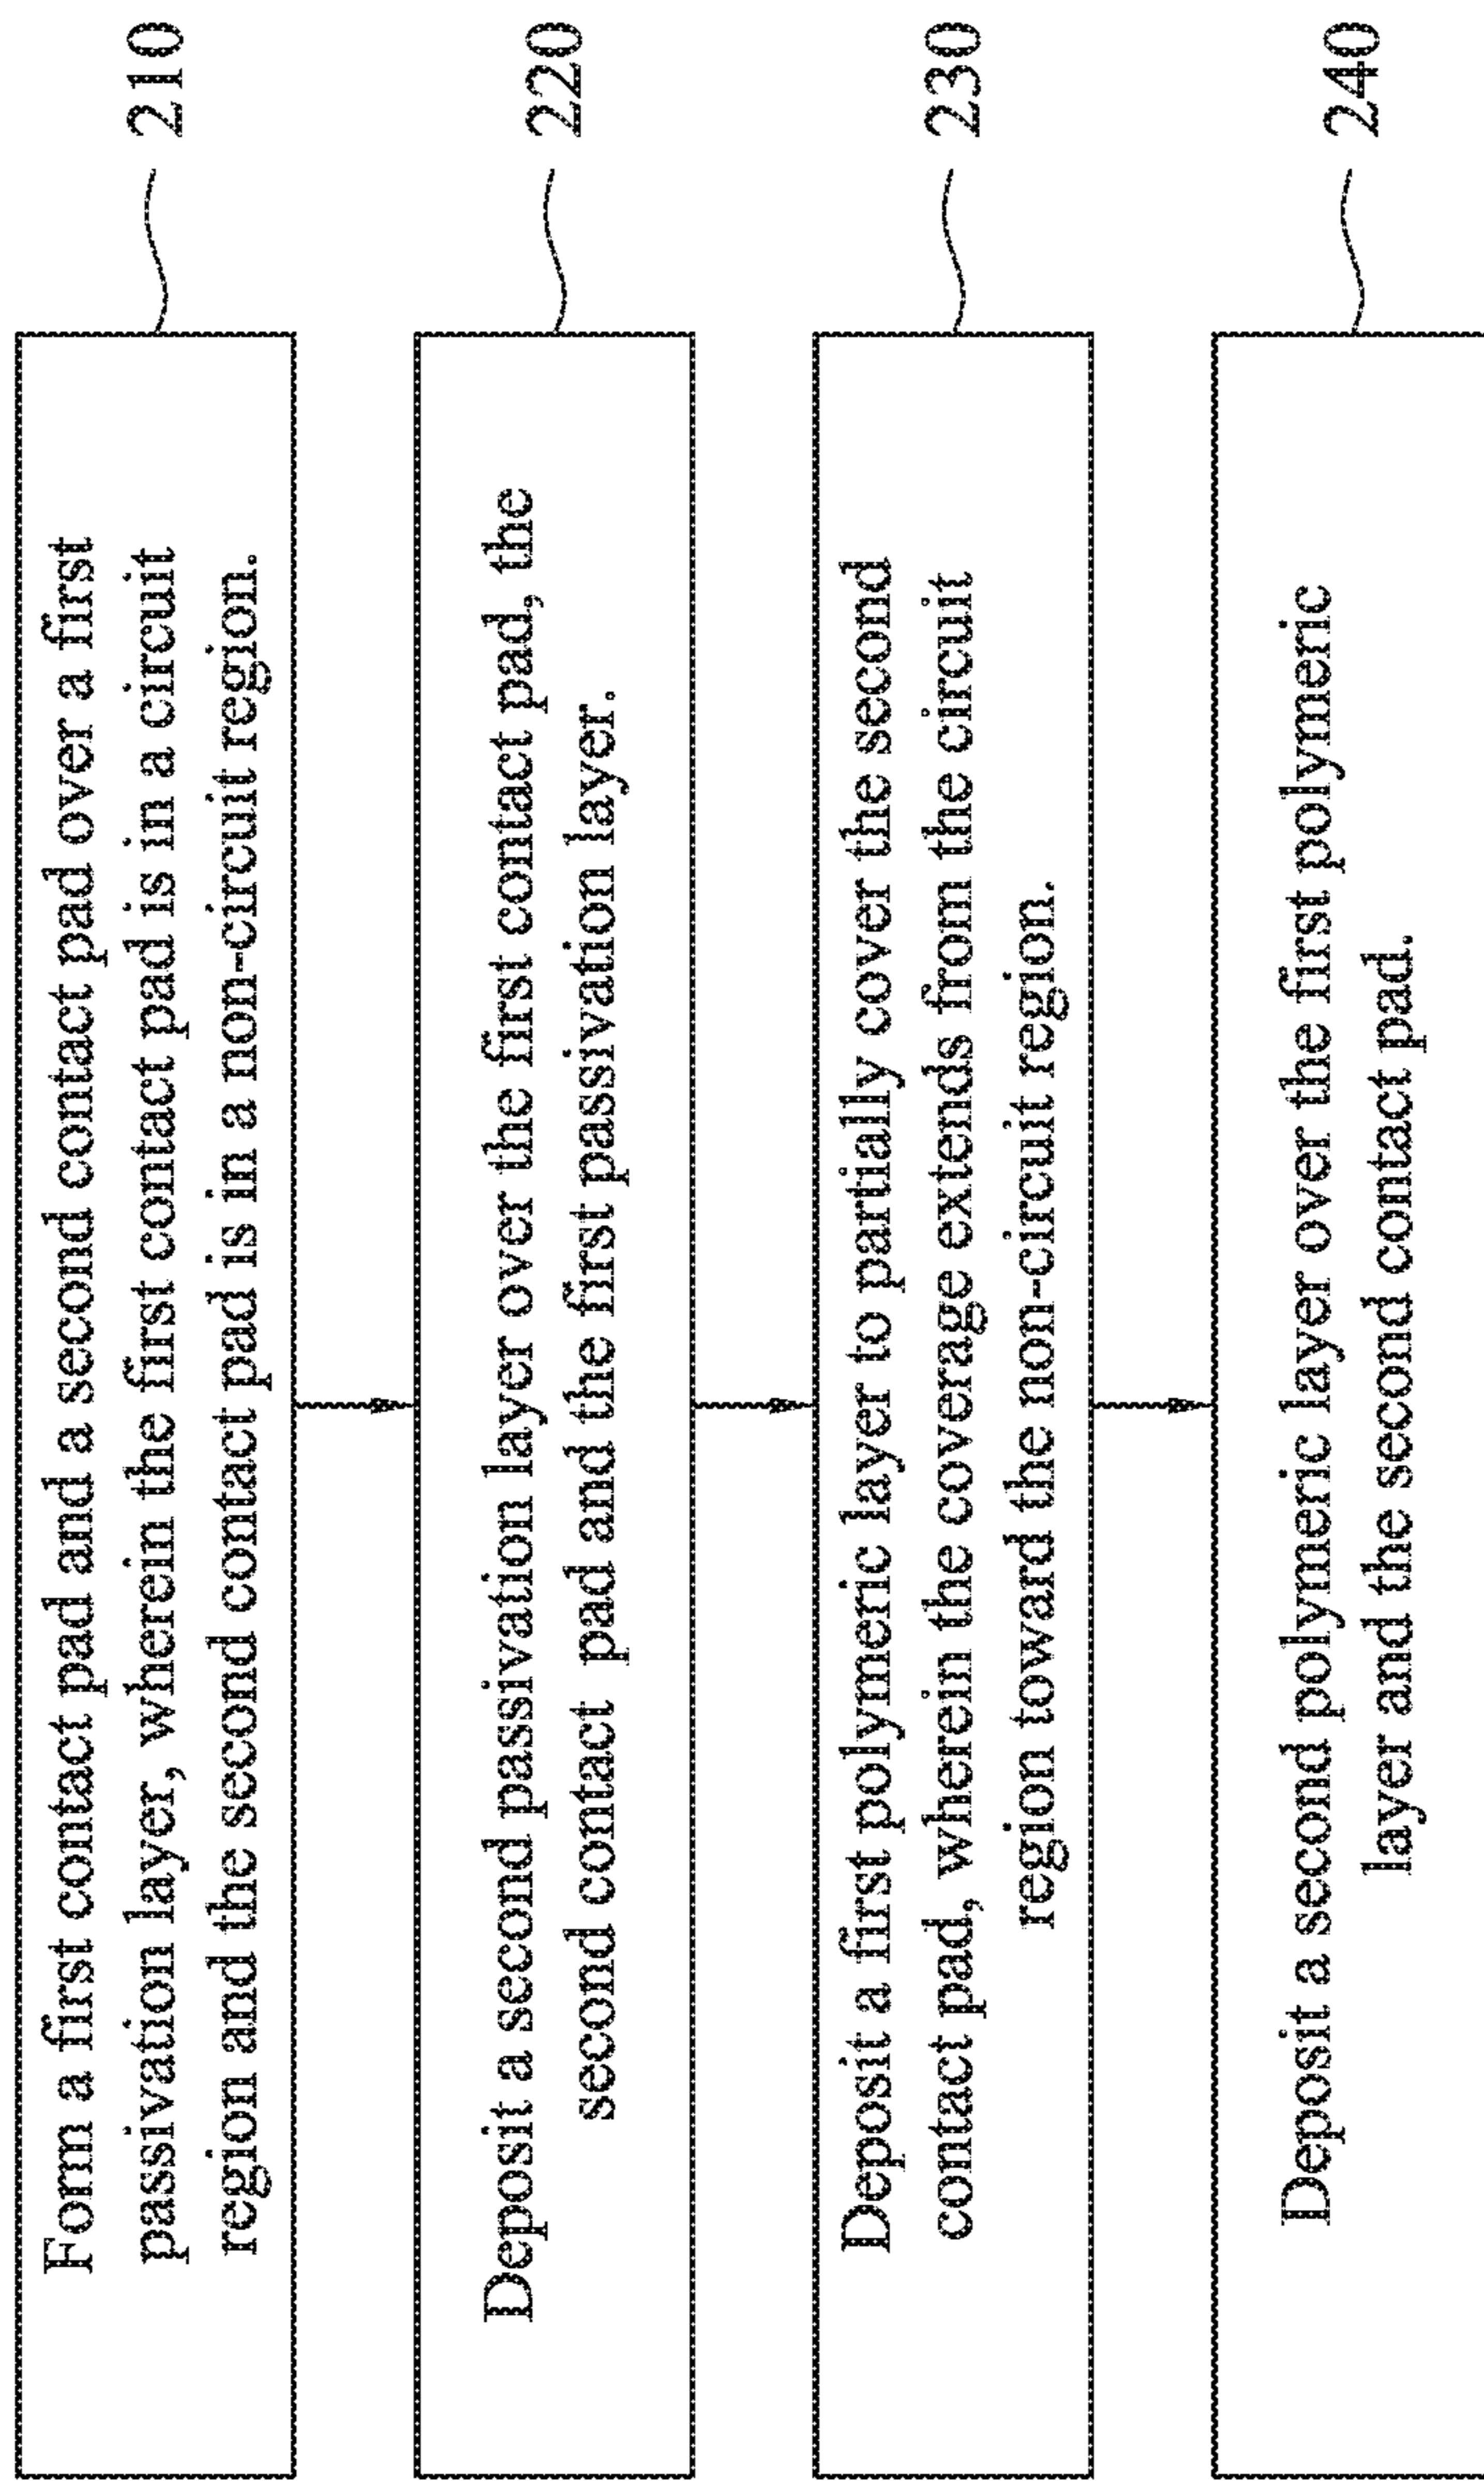 Form a first contact pad and a second contact pad over a first
passivation layer, wherein the first contact pad is in a circuit
region and the second contact pad is in a non-circuit region.
210
Deposit a second passivation layer over the first contact pad, the
second contact pad and the first passivation layer.
220
Deposit a first polymeric layer to partially cover the second
contact pad, wherein the coverage extends from the circuit
region toward the non-circuit region.
230
Deposit a second polymeric layer over the first polymeric
layer and the second contact pad.
240